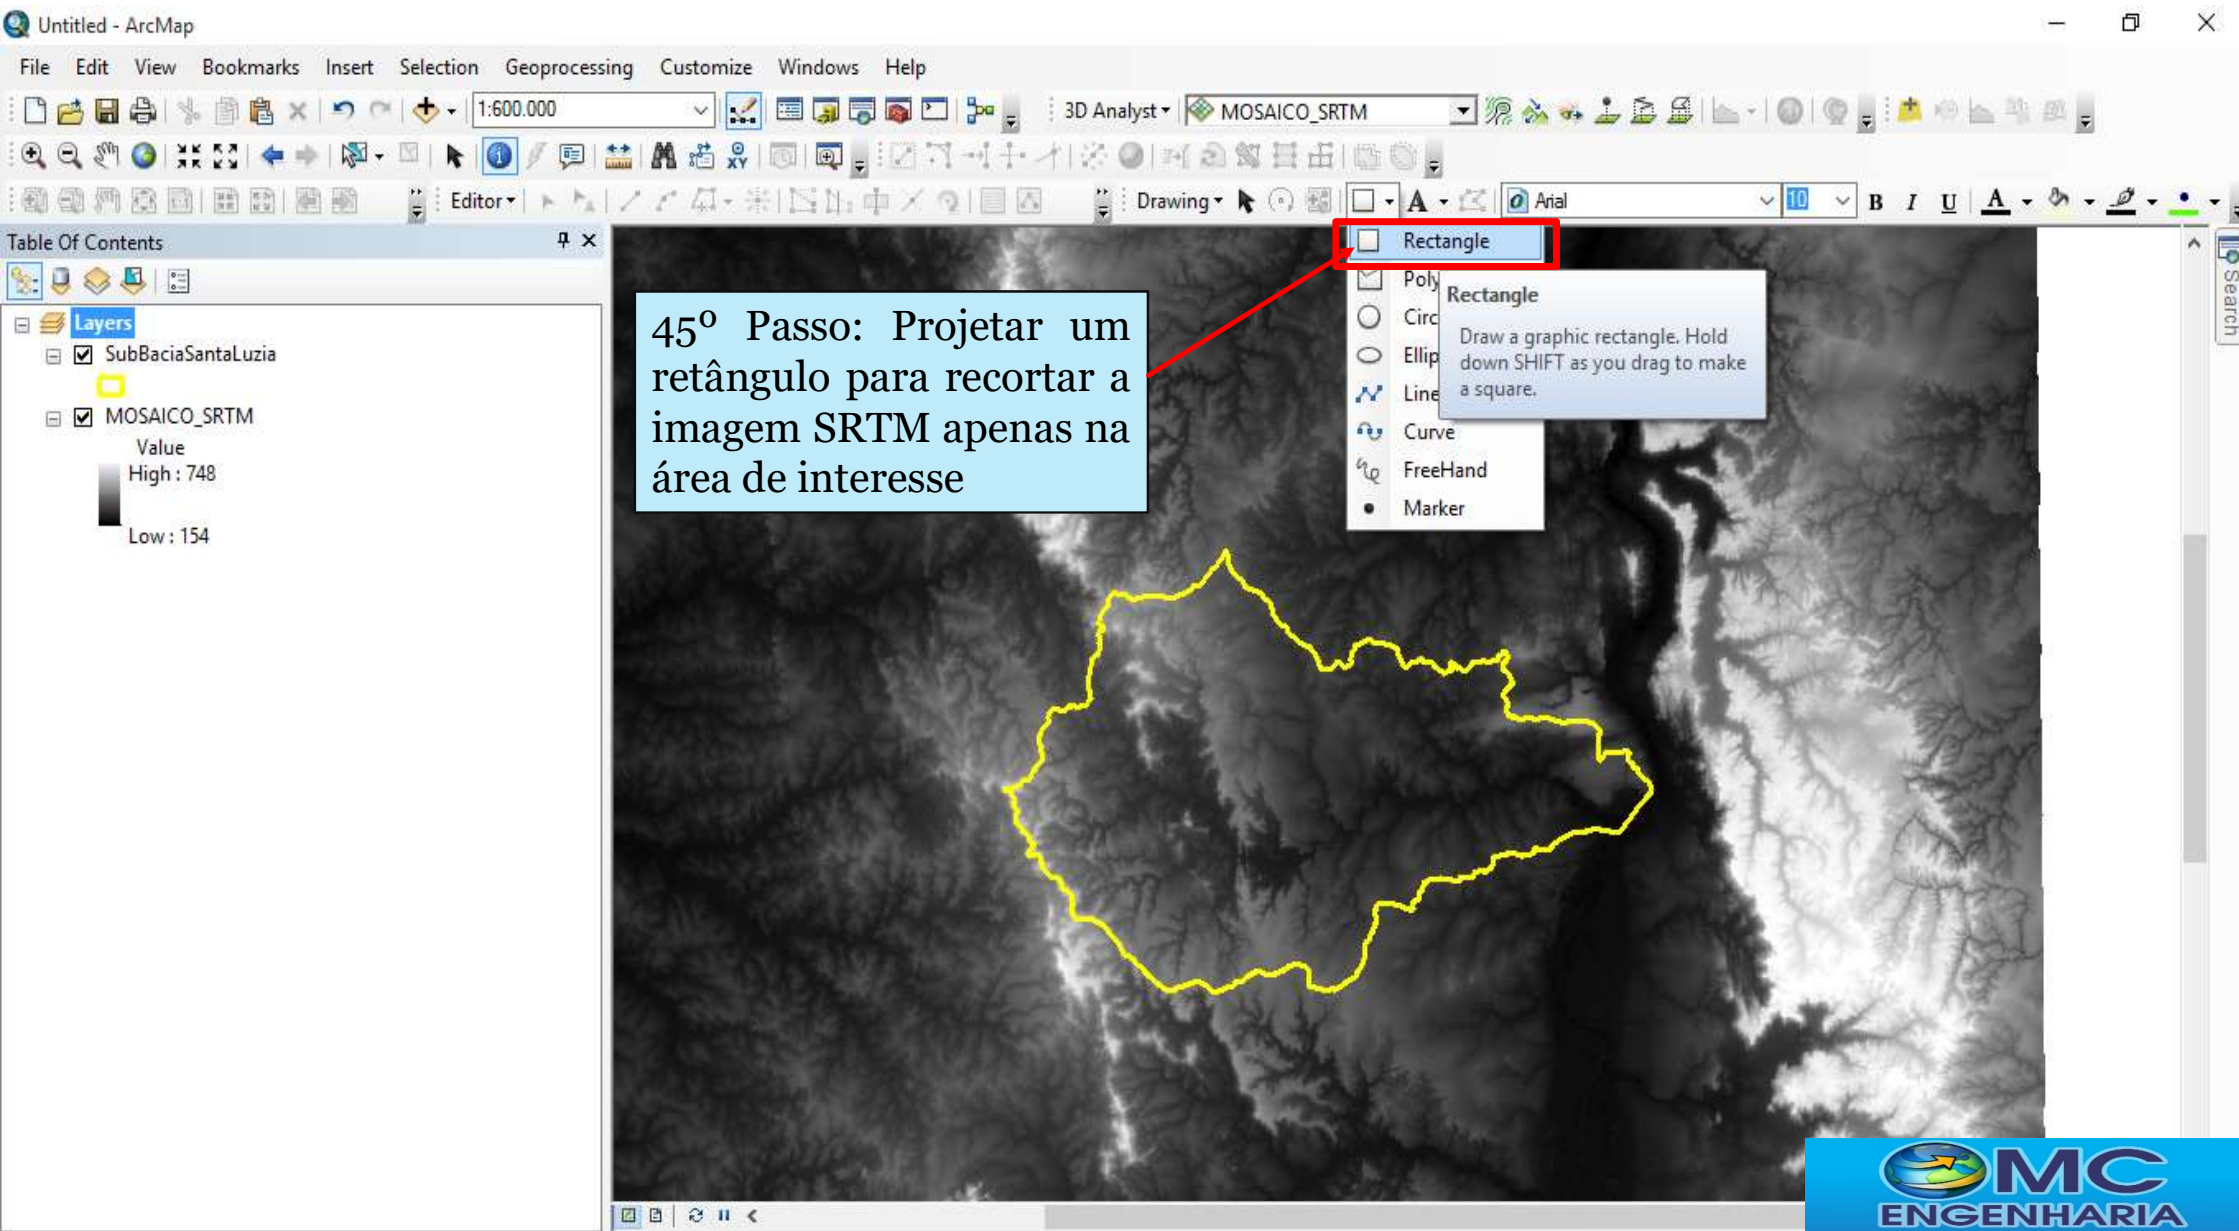 Untitled - ArcMap
File Edit View Bookmarks Insert Selection Geoprocessing Customize Windows Help
1:600.000
3D Analyst MOSAICO_SRTM
XY
Editor
Drawing A Arial 10 B I U A
Table Of Contents
Layers
SubBaciaSantaLuzia
MOSAICO_SRTM
Value
High : 748
Low : 154
45º Passo: Projetar um
retângulo para recortar a
imagem SRTM apenas na
área de interesse
Rectangle
Poly
Circ
Ellip
Line
Curve
FreeHand
Marker
Rectangle
Draw a graphic rectangle. Hold
down SHIFT as you drag to make
a square.
Search
MC
ENGENHARIA